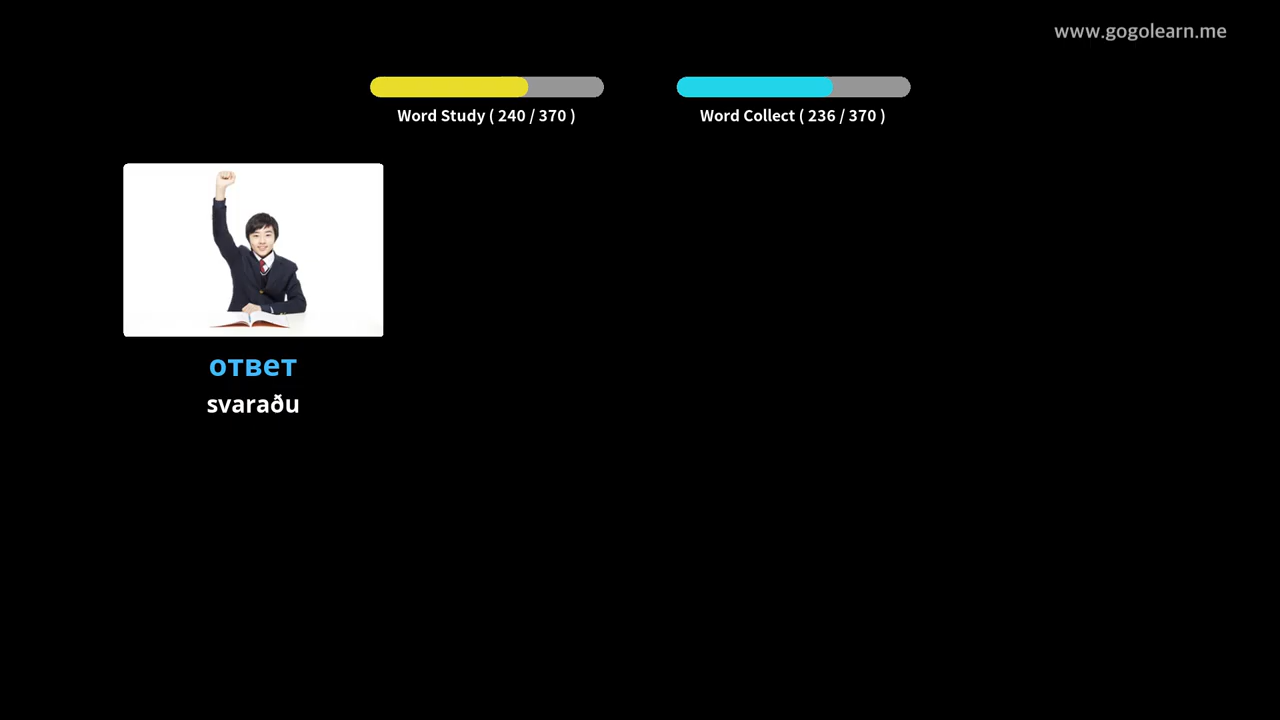 www.gogolearn.me
Word Study ( 240 / 370 )
Word Collect ( 236 / 370 )
ответ
svaraðu